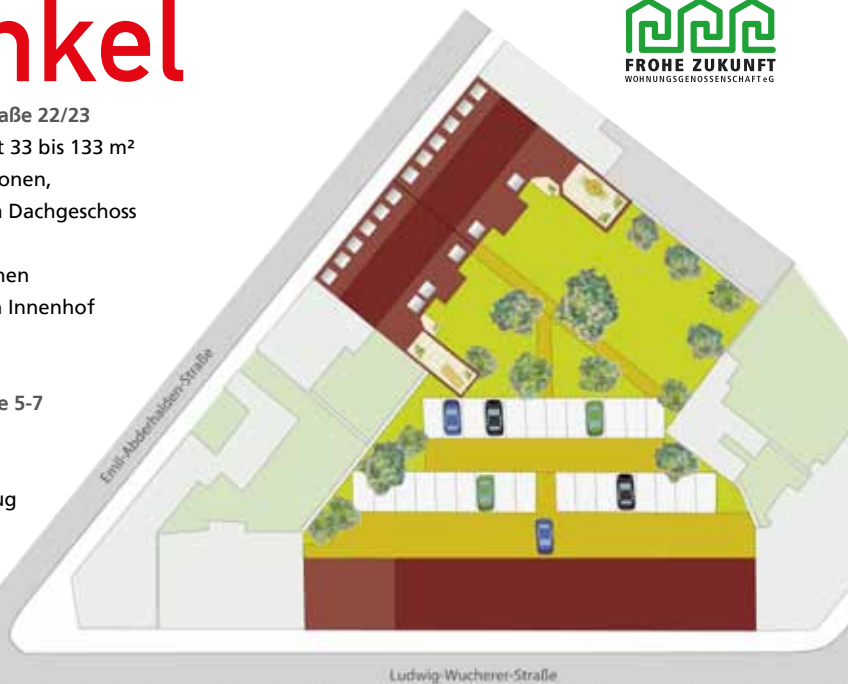 nkel
FROHE ZUKUNFT
WOHNUNGSGENOSSENSCHAFT eG
aße 22/23
t 33 bis 133 m²
onen,
n Dachgeschoss
nen
n Innenhof
e 5-7
ug
Emil-Abderhalden-Straße
Ludwig-Wucherer-Straße